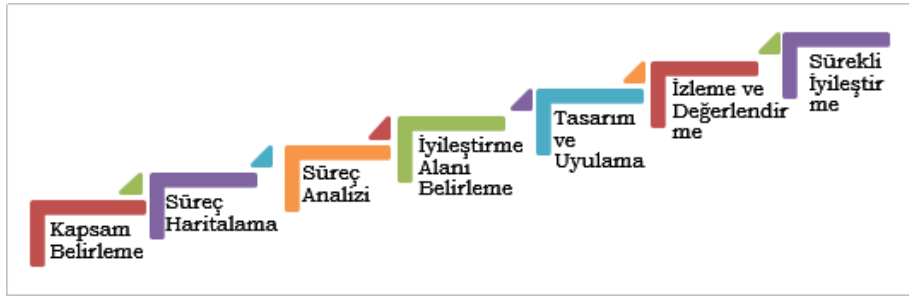 Kapsam
Belirleme
Süreç
Haritalama
Süreç
Analizi
İyileştirme
Alanı
Belirleme
Tasarım
ve
Uyulama
İzleme ve
Değerlendir
me
Sürekli
İyileştir
me